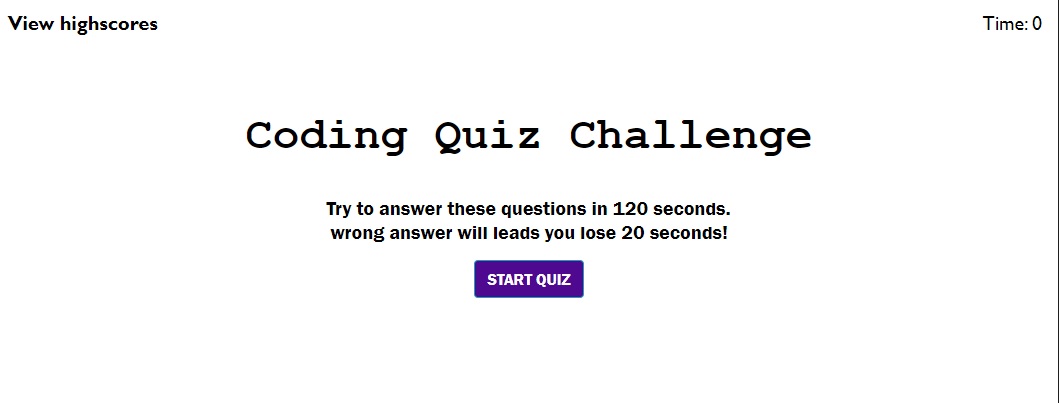 View highscores
Time: 0
Coding Quiz Challenge
Try to answer these questions in 120 seconds.
wrong answer will leads you lose 20 seconds!
START QUIZ